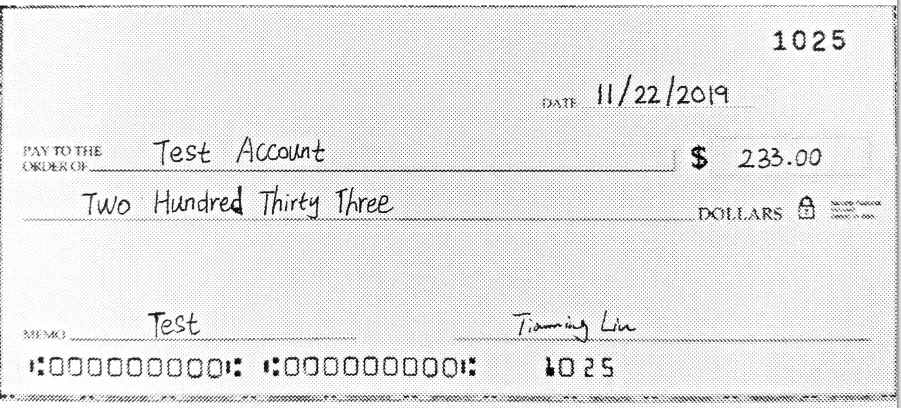 1025
DATE 11/22/2019
PAY TO THE
ORDER OF Test Account $ 233.00
Two Hundred Thirty Three DOLLARS
MEMO Test Tianming Liu
⑆000000000⑆ ⑆000000000⑆ 1025